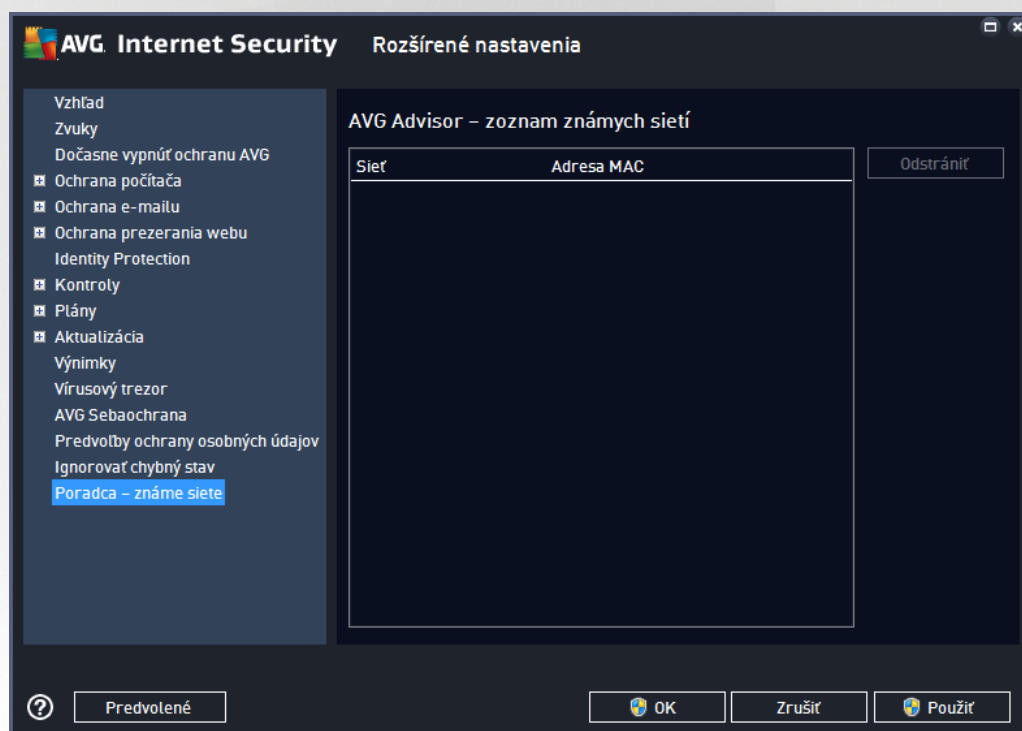 AVG. Internet Security Rozšírené nastavenia
Vzhľad
Zvuky
Dočasne vypnúť ochranu AVG
Ochrana počítača
Ochrana e-mailu
Ochrana prezerania webu
Identity Protection
Kontroly
Plány
Aktualizácia
Výnimky
Vírusový trezor
AVG Sebaochrana
Predvoľby ochrany osobných údajov
Ignorovať chybný stav
Poradca – známe siete
AVG Advisor – zoznam známych sietí
Sieť Adresa MAC
Odstrániť
Predvolené
OK
Zrušiť
Použiť